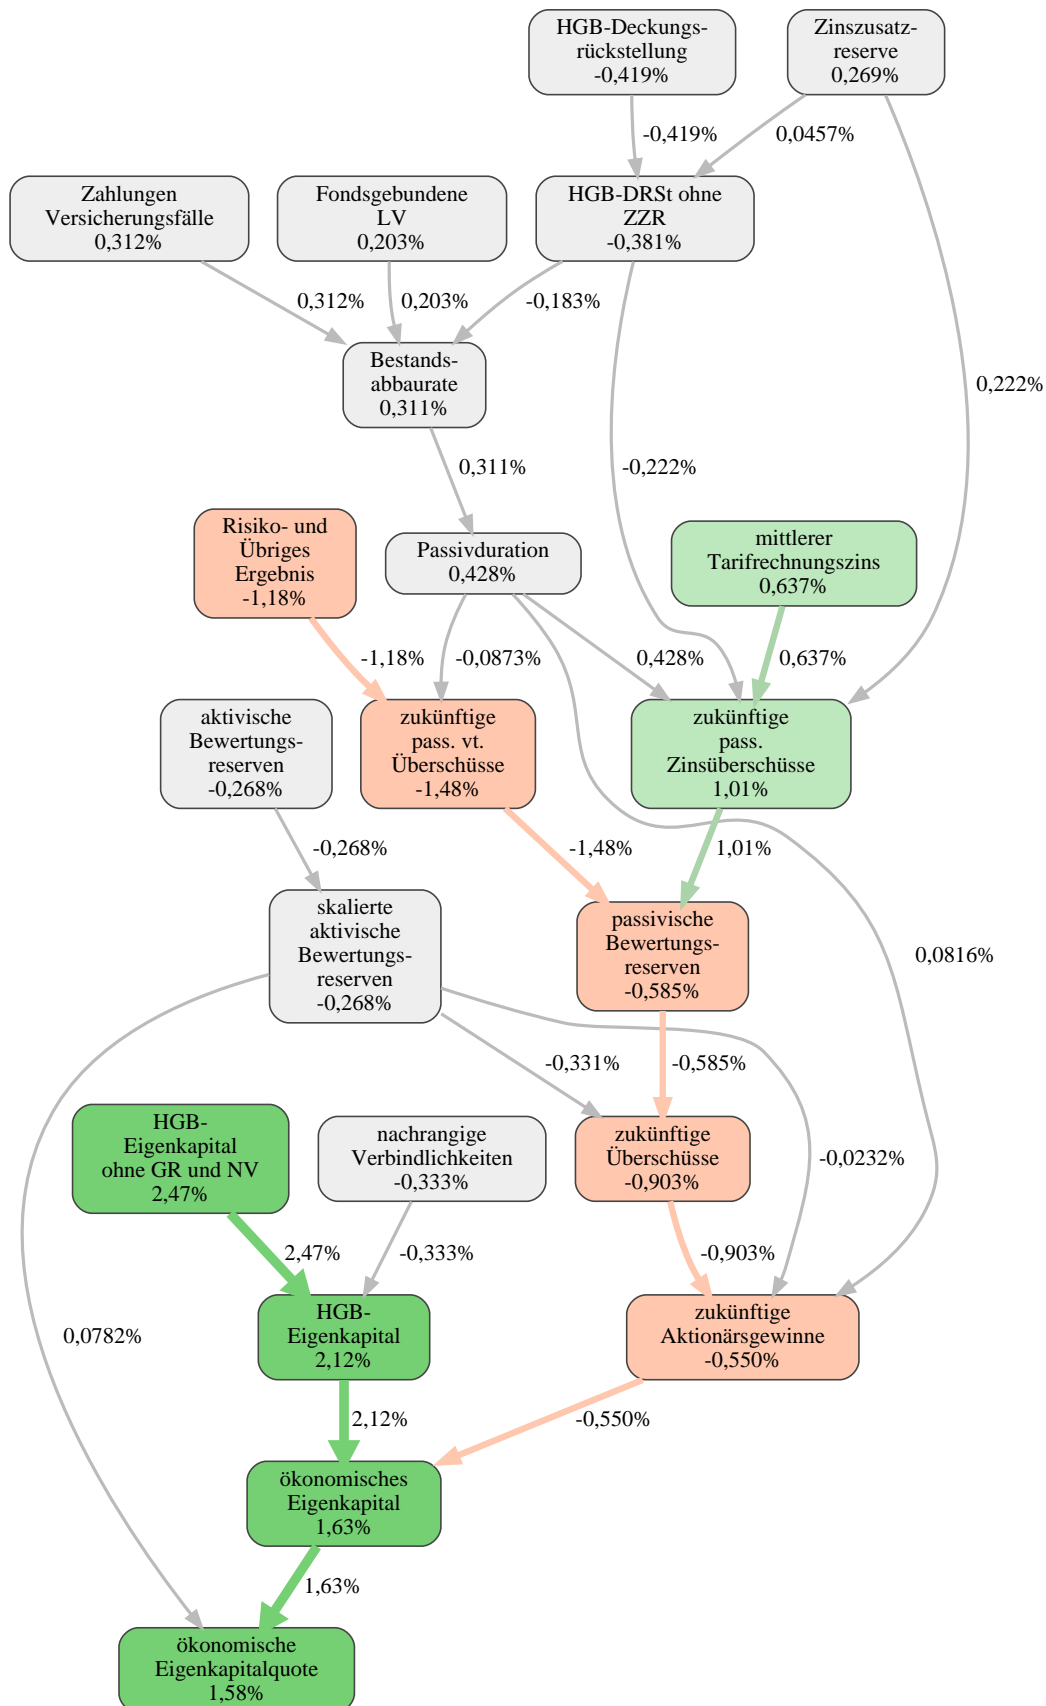 HGB-Deckungs-
rückstellung
-0,419%
Zinszusatz-
reserve
0,269%
-0,419%
0,0457%
Zahlungen
Versicherungsfälle
0,312%
Fondsgebundene
LV
0,203%
HGB-DRSt ohne
ZZR
-0,381%
0,312%
0,203%
-0,183%
Bestands-
abbaurate
0,311%
0,222%
0,311%
-0,222%
Risiko- und
Übriges
Ergebnis
-1,18%
Passivduration
0,428%
mittlerer
Tarifrechnungszins
0,637%
-1,18%
-0,0873%
0,428%
0,637%
aktivische
Bewertungs-
reserven
-0,268%
zukünftige
pass. vt.
Überschüsse
-1,48%
zukünftige
pass.
Zinsüberschüsse
1,01%
-0,268%
-1,48%
1,01%
skalierte
aktivische
Bewertungs-
reserven
-0,268%
passivische
Bewertungs-
reserven
-0,585%
0,0816%
-0,331%
-0,585%
HGB-
Eigenkapital
ohne GR und NV
2,47%
nachrangige
Verbindlichkeiten
-0,333%
zukünftige
Überschüsse
-0,903%
-0,0232%
2,47%
-0,333%
-0,903%
0,0782%
HGB-
Eigenkapital
2,12%
zukünftige
Aktionärsgewinne
-0,550%
2,12%
-0,550%
ökonomisches
Eigenkapital
1,63%
1,63%
ökonomische
Eigenkapitalquote
1,58%